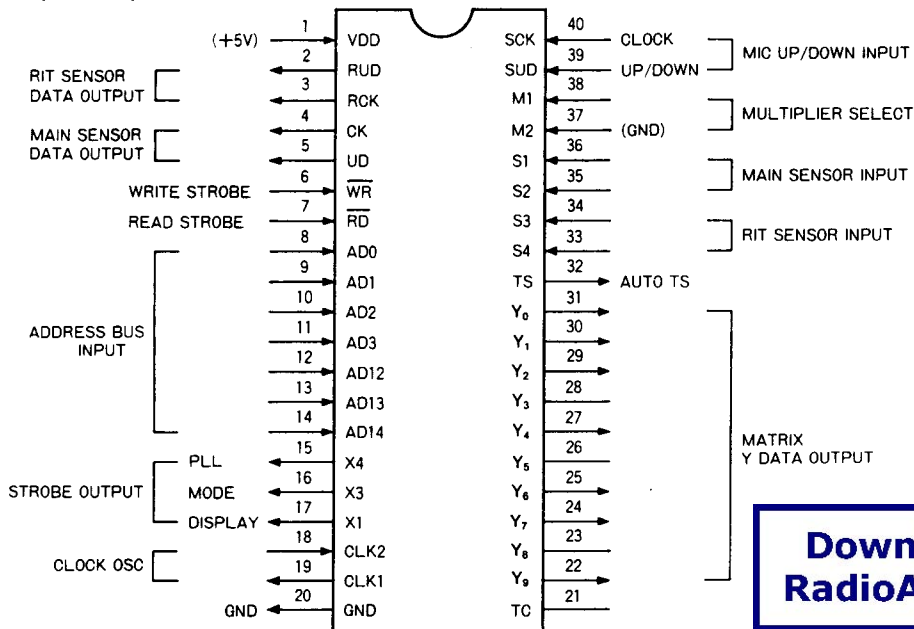 (+5V) 1 VDD SCK 40 CLOCK
MIC UP/DOWN INPUT
2 RUD SUD 39 UP/DOWN
RIT SENSOR
DATA OUTPUT
3 RCK M1 38
MULTIPLIER SELECT
4 CK M2 37 (GND)
MAIN SENSOR
DATA OUTPUT
5 UD S1 36
MAIN SENSOR INPUT
WRITE STROBE 6 WR S2 35
READ STROBE 7 RD S3 34
RIT SENSOR INPUT
8 AD0 S4 33
9 AD1 TS 32 AUTO TS
10 AD2 Y0 31
ADDRESS BUS
INPUT
11 AD3 Y1 30
12 AD12 Y2 29
13 AD13 Y3 28
14 AD14 Y4 27
MATRIX
Y DATA OUTPUT
PLL 15 X4 Y5 26
STROBE OUTPUT MODE 16 X3 Y6 25
DISPLAY 17 X1 Y7 24
18 CLK2 Y8 23
CLOCK OSC
19 CLK1 Y9 22
GND 20 GND TC 21
Down
RadioA